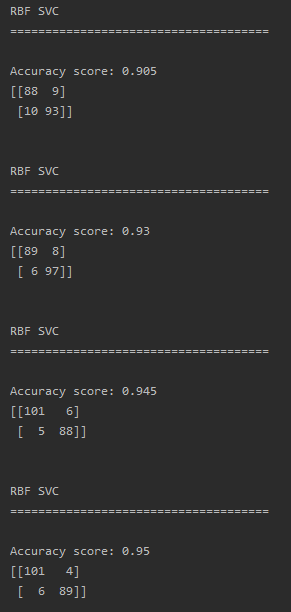 RBF SVC
=====================================
Accuracy score: 0.905
[[88  9]
 [10 93]]
RBF SVC
=====================================
Accuracy score: 0.93
[[89  8]
 [ 6 97]]
RBF SVC
=====================================
Accuracy score: 0.945
[[101   6]
 [  5  88]]
RBF SVC
=====================================
Accuracy score: 0.95
[[101   4]
 [  6  89]]